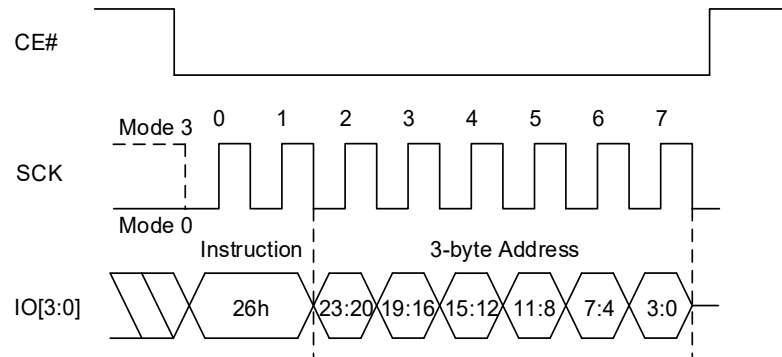 CE#
Mode 3 0 1 2 3 4 5 6 7
SCK
Mode 0
Instruction 3-byte Address
IO[3:0] 26h 23:20 19:16 15:12 11:8 7:4 3:0